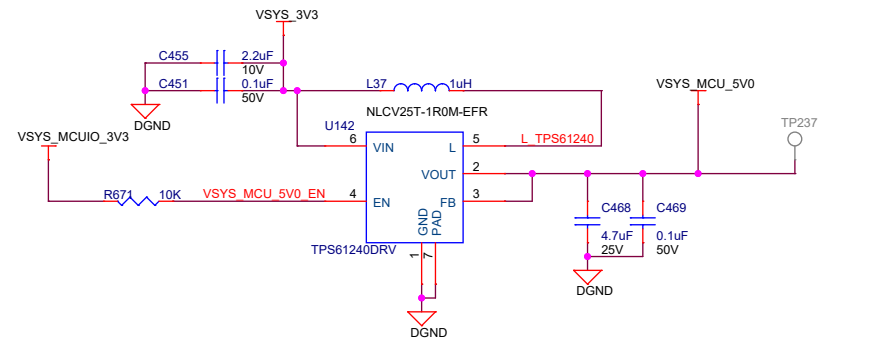 VSYS_3V3
C455 2.2uF
10V
C451 0.1uF
50V
DGND
L37 1uH
NLCV25T-1R0M-EFR
VSYS_MCU_5V0
TP237
VSYS_MCUIO_3V3
U142
6 VIN
L 5 L_TPS61240
VOUT 2
R671 10K VSYS_MCU_5V0_EN 4 EN
FB 3
GND
PAD
TPS61240DRV
1
7
DGND
C468
4.7uF
25V
C469
0.1uF
50V
DGND